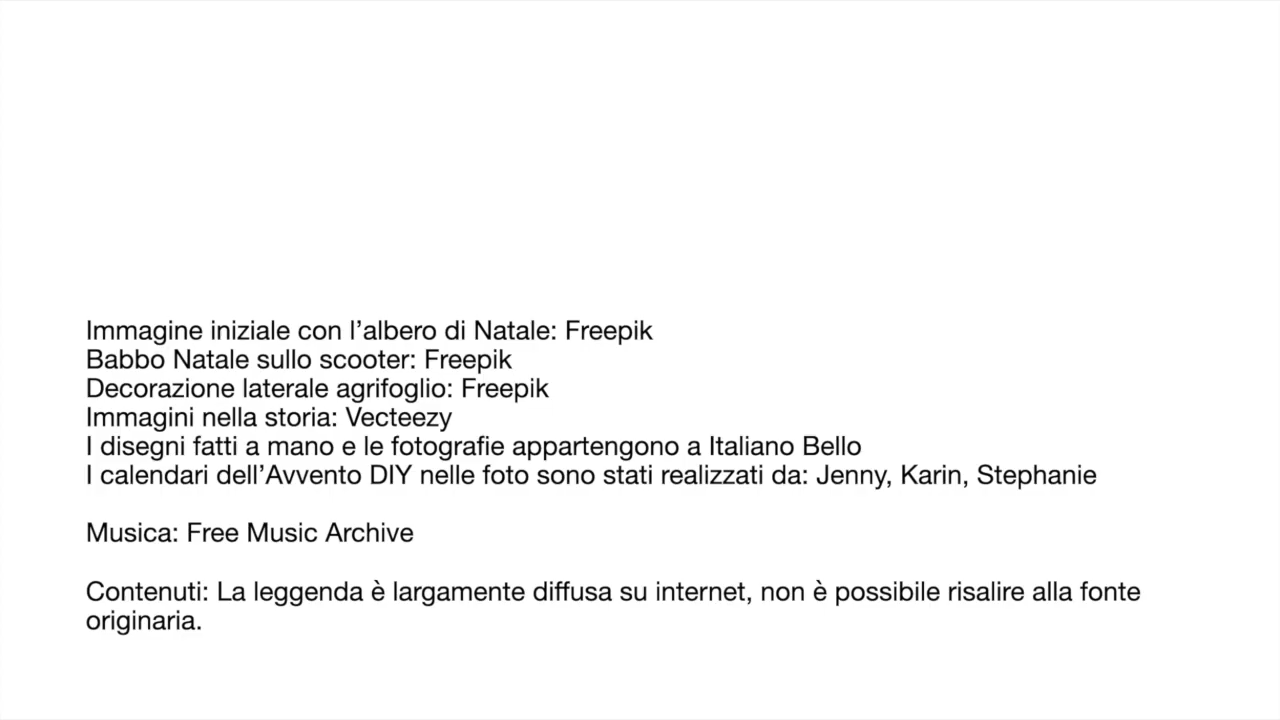 Immagine iniziale con l’albero di Natale: Freepik
Babbo Natale sullo scooter: Freepik
Decorazione laterale agrifoglio: Freepik
Immagini nella storia: Vecteezy
I disegni fatti a mano e le fotografie appartengono a Italiano Bello
I calendari dell’Avvento DIY nelle foto sono stati realizzati da: Jenny, Karin, Stephanie
Musica: Free Music Archive
Contenuti: La leggenda è largamente diffusa su internet, non è possibile risalire alla fonte
originaria.